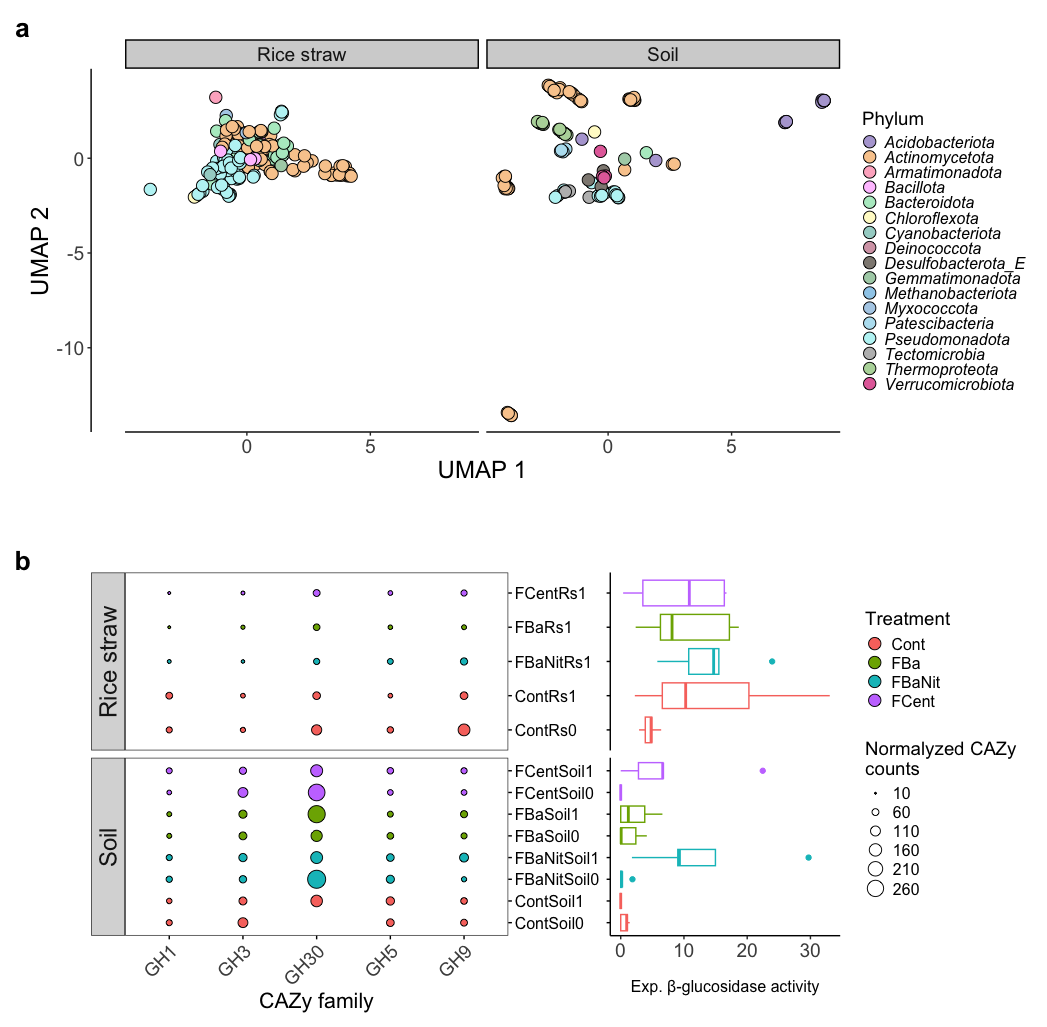 a
Rice straw
Soil
UMAP 2
0
-5
-10
0
5
0
5
UMAP 1
Phylum
Acidobacteriota
Actinomycetota
Armatimonadota
Bacillota
Bacteroidota
Chloroflexota
Cyanobacteriota
Deinococcota
Desulfobacterota_E
Gemmatimonadota
Methanobacteriota
Myxococcota
Patescibacteria
Pseudomonadota
Tectomicrobia
Thermoproteota
Verrucomicrobiota
b
Rice straw
FCentRs1
FBaRs1
FBaNitRs1
ContRs1
ContRs0
Soil
FCentSoil1
FCentSoil0
FBaSoil1
FBaSoil0
FBaNitSoil1
FBaNitSoil0
ContSoil1
ContSoil0
GH1
GH3
GH30
GH5
GH9
CAZy family
0
10
20
30
Exp. β-glucosidase activity
Treatment
Cont
FBa
FBaNit
FCent
Normalyzed CAZy
counts
10
60
110
160
210
260